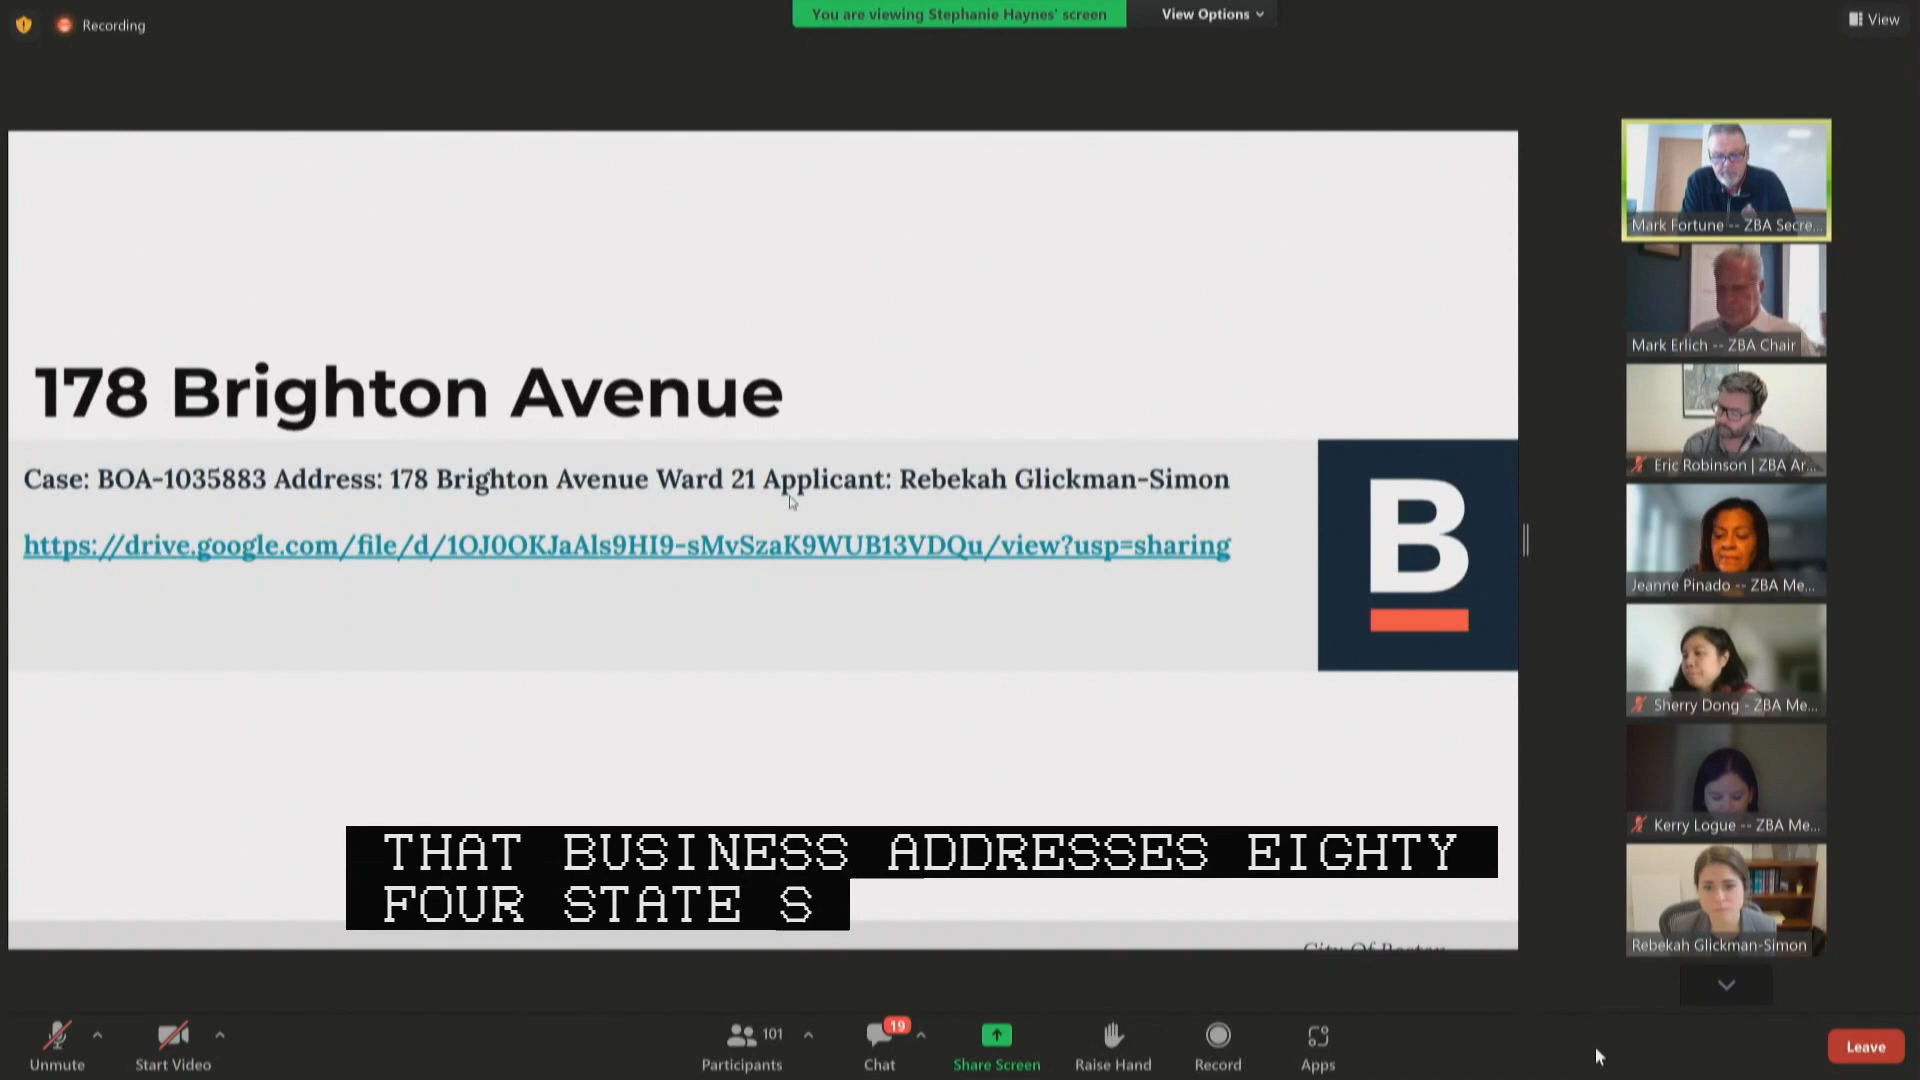 Recording
You are viewing Stephanie Haynes' screen
View Options
View
178 Brighton Avenue
Case: BOA-1035883 Address: 178 Brighton Avenue Ward 21 Applicant: Rebekah Glickman-Simon
https://drive.google.com/file/d/1OJ0OKJaAls9HI9-sMvSzaK9WUB13VDQu/view?usp=sharing
B
THAT BUSINESS ADDRESSES EIGHTY
FOUR STATE S
City Of Boston
Mark Fortune -- ZBA Secre...
Mark Erlich -- ZBA Chair
Eric Robinson | ZBA Ar...
Jeanne Pinado -- ZBA Me...
Sherry Dong - ZBA Me...
Kerry Logue -- ZBA Me...
Rebekah Glickman-Simon
Unmute
Start Video
101
Participants
19
Chat
Share Screen
Raise Hand
Record
Apps
Leave